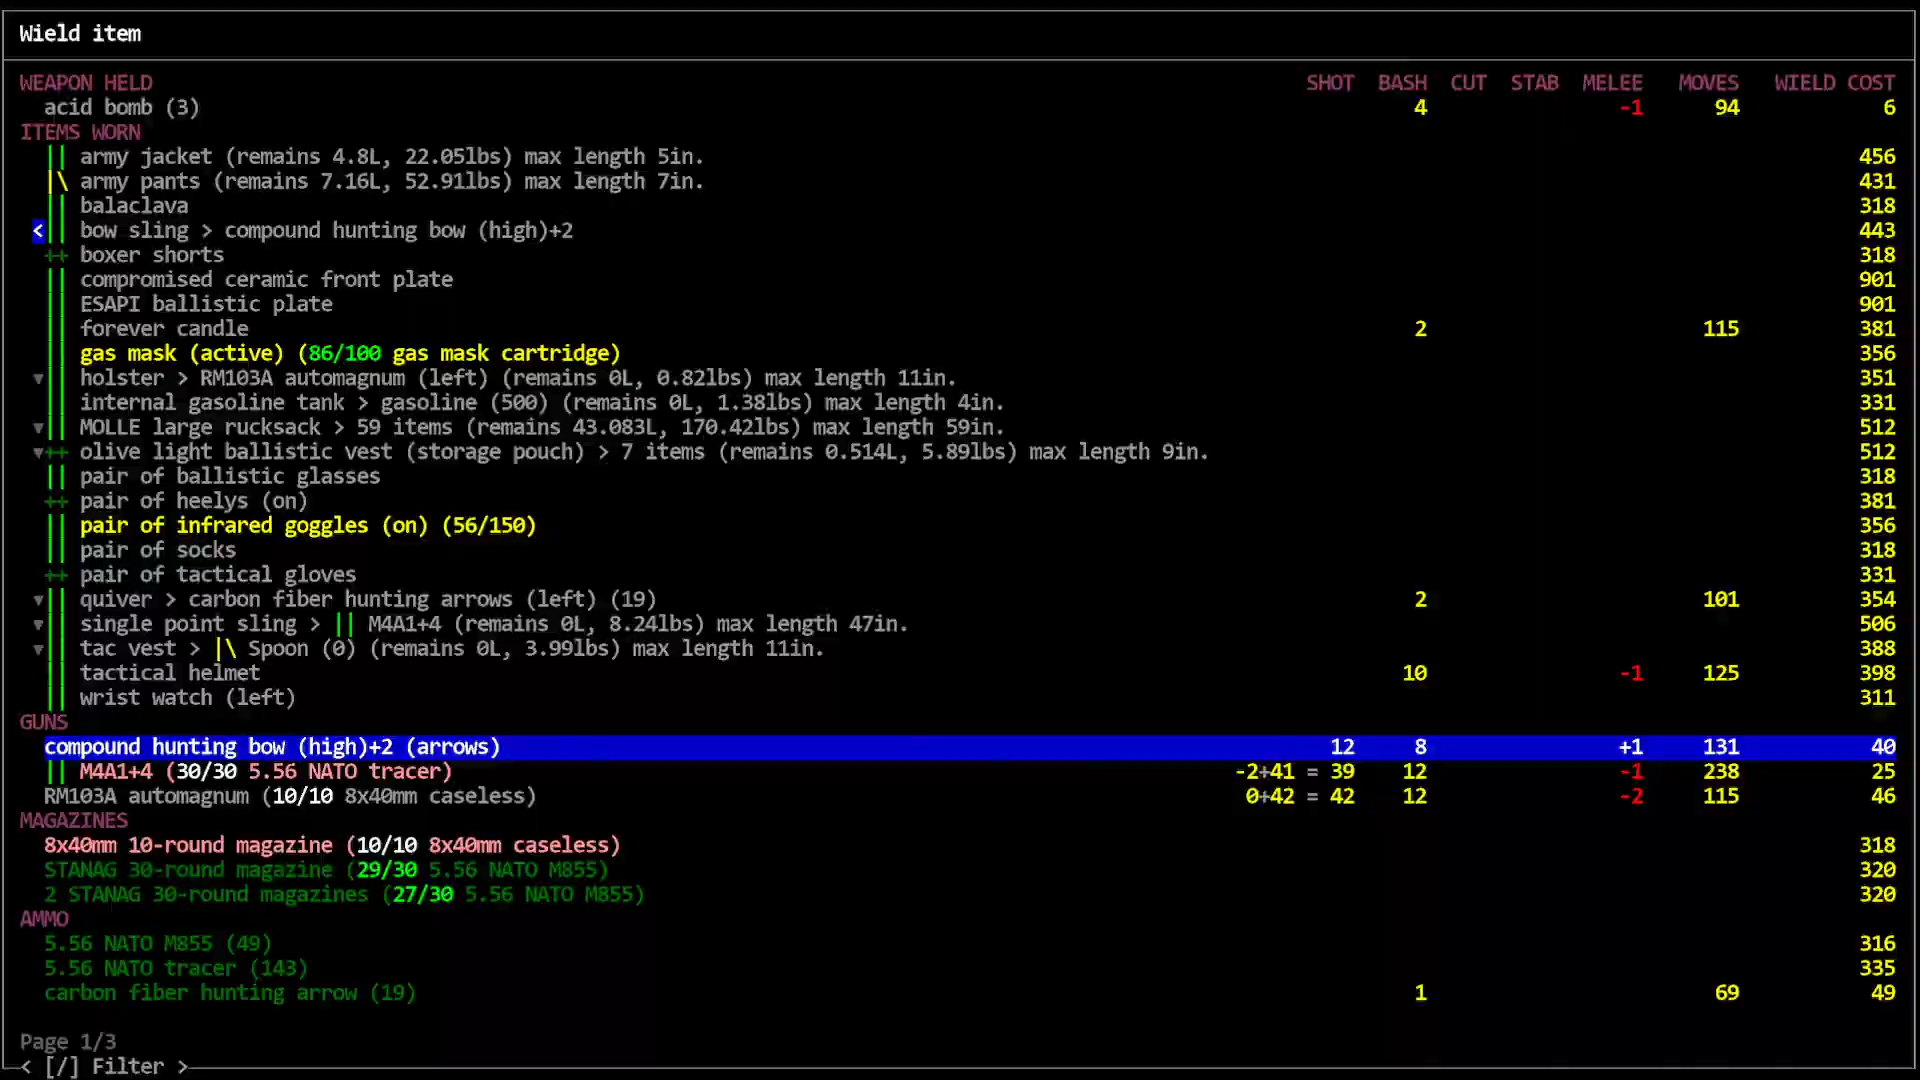 Wield item
WEAPON HELD SHOT BASH CUT STAB MELEE MOVES WIELD COST
acid bomb (3) 4 -1 94 6
ITEMS WORN
|| army jacket (remains 4.8L, 22.05lbs) max length 5in. 456
|\ army pants (remains 7.16L, 52.91lbs) max length 7in. 431
|| balaclava 318
< || bow sling > compound hunting bow (high)+2 443
++ boxer shorts 318
|| compromised ceramic front plate 901
|| ESAPI ballistic plate 901
|| forever candle 2 115 381
|| gas mask (active) (86/100 gas mask cartridge) 356
▼|| holster > RM103A automagnum (left) (remains 0L, 0.82lbs) max length 11in. 351
|| internal gasoline tank > gasoline (500) (remains 0L, 1.38lbs) max length 4in. 331
▼|| MOLLE large rucksack > 59 items (remains 43.083L, 170.42lbs) max length 59in. 512
▼++ olive light ballistic vest (storage pouch) > 7 items (remains 0.514L, 5.89lbs) max length 9in. 512
|| pair of ballistic glasses 318
++ pair of heelys (on) 381
|| pair of infrared goggles (on) (56/150) 356
|| pair of socks 318
++ pair of tactical gloves 331
▼|| quiver > carbon fiber hunting arrows (left) (19) 2 101 354
▼|| single point sling > || M4A1+4 (remains 0L, 8.24lbs) max length 47in. 506
▼|| tac vest > |\ Spoon (0) (remains 0L, 3.99lbs) max length 11in. 388
|| tactical helmet 10 -1 125 398
|| wrist watch (left) 311
GUNS
compound hunting bow (high)+2 (arrows) 12 8 +1 131 40
|| M4A1+4 (30/30 5.56 NATO tracer) -2+41 = 39 12 -1 238 25
RM103A automagnum (10/10 8x40mm caseless) 0+42 = 42 12 -2 115 46
MAGAZINES
8x40mm 10-round magazine (10/10 8x40mm caseless) 318
STANAG 30-round magazine (29/30 5.56 NATO M855) 320
2 STANAG 30-round magazines (27/30 5.56 NATO M855) 320
AMMO
5.56 NATO M855 (49) 316
5.56 NATO tracer (143) 335
carbon fiber hunting arrow (19) 1 69 49
Page 1/3
< [/] Filter >